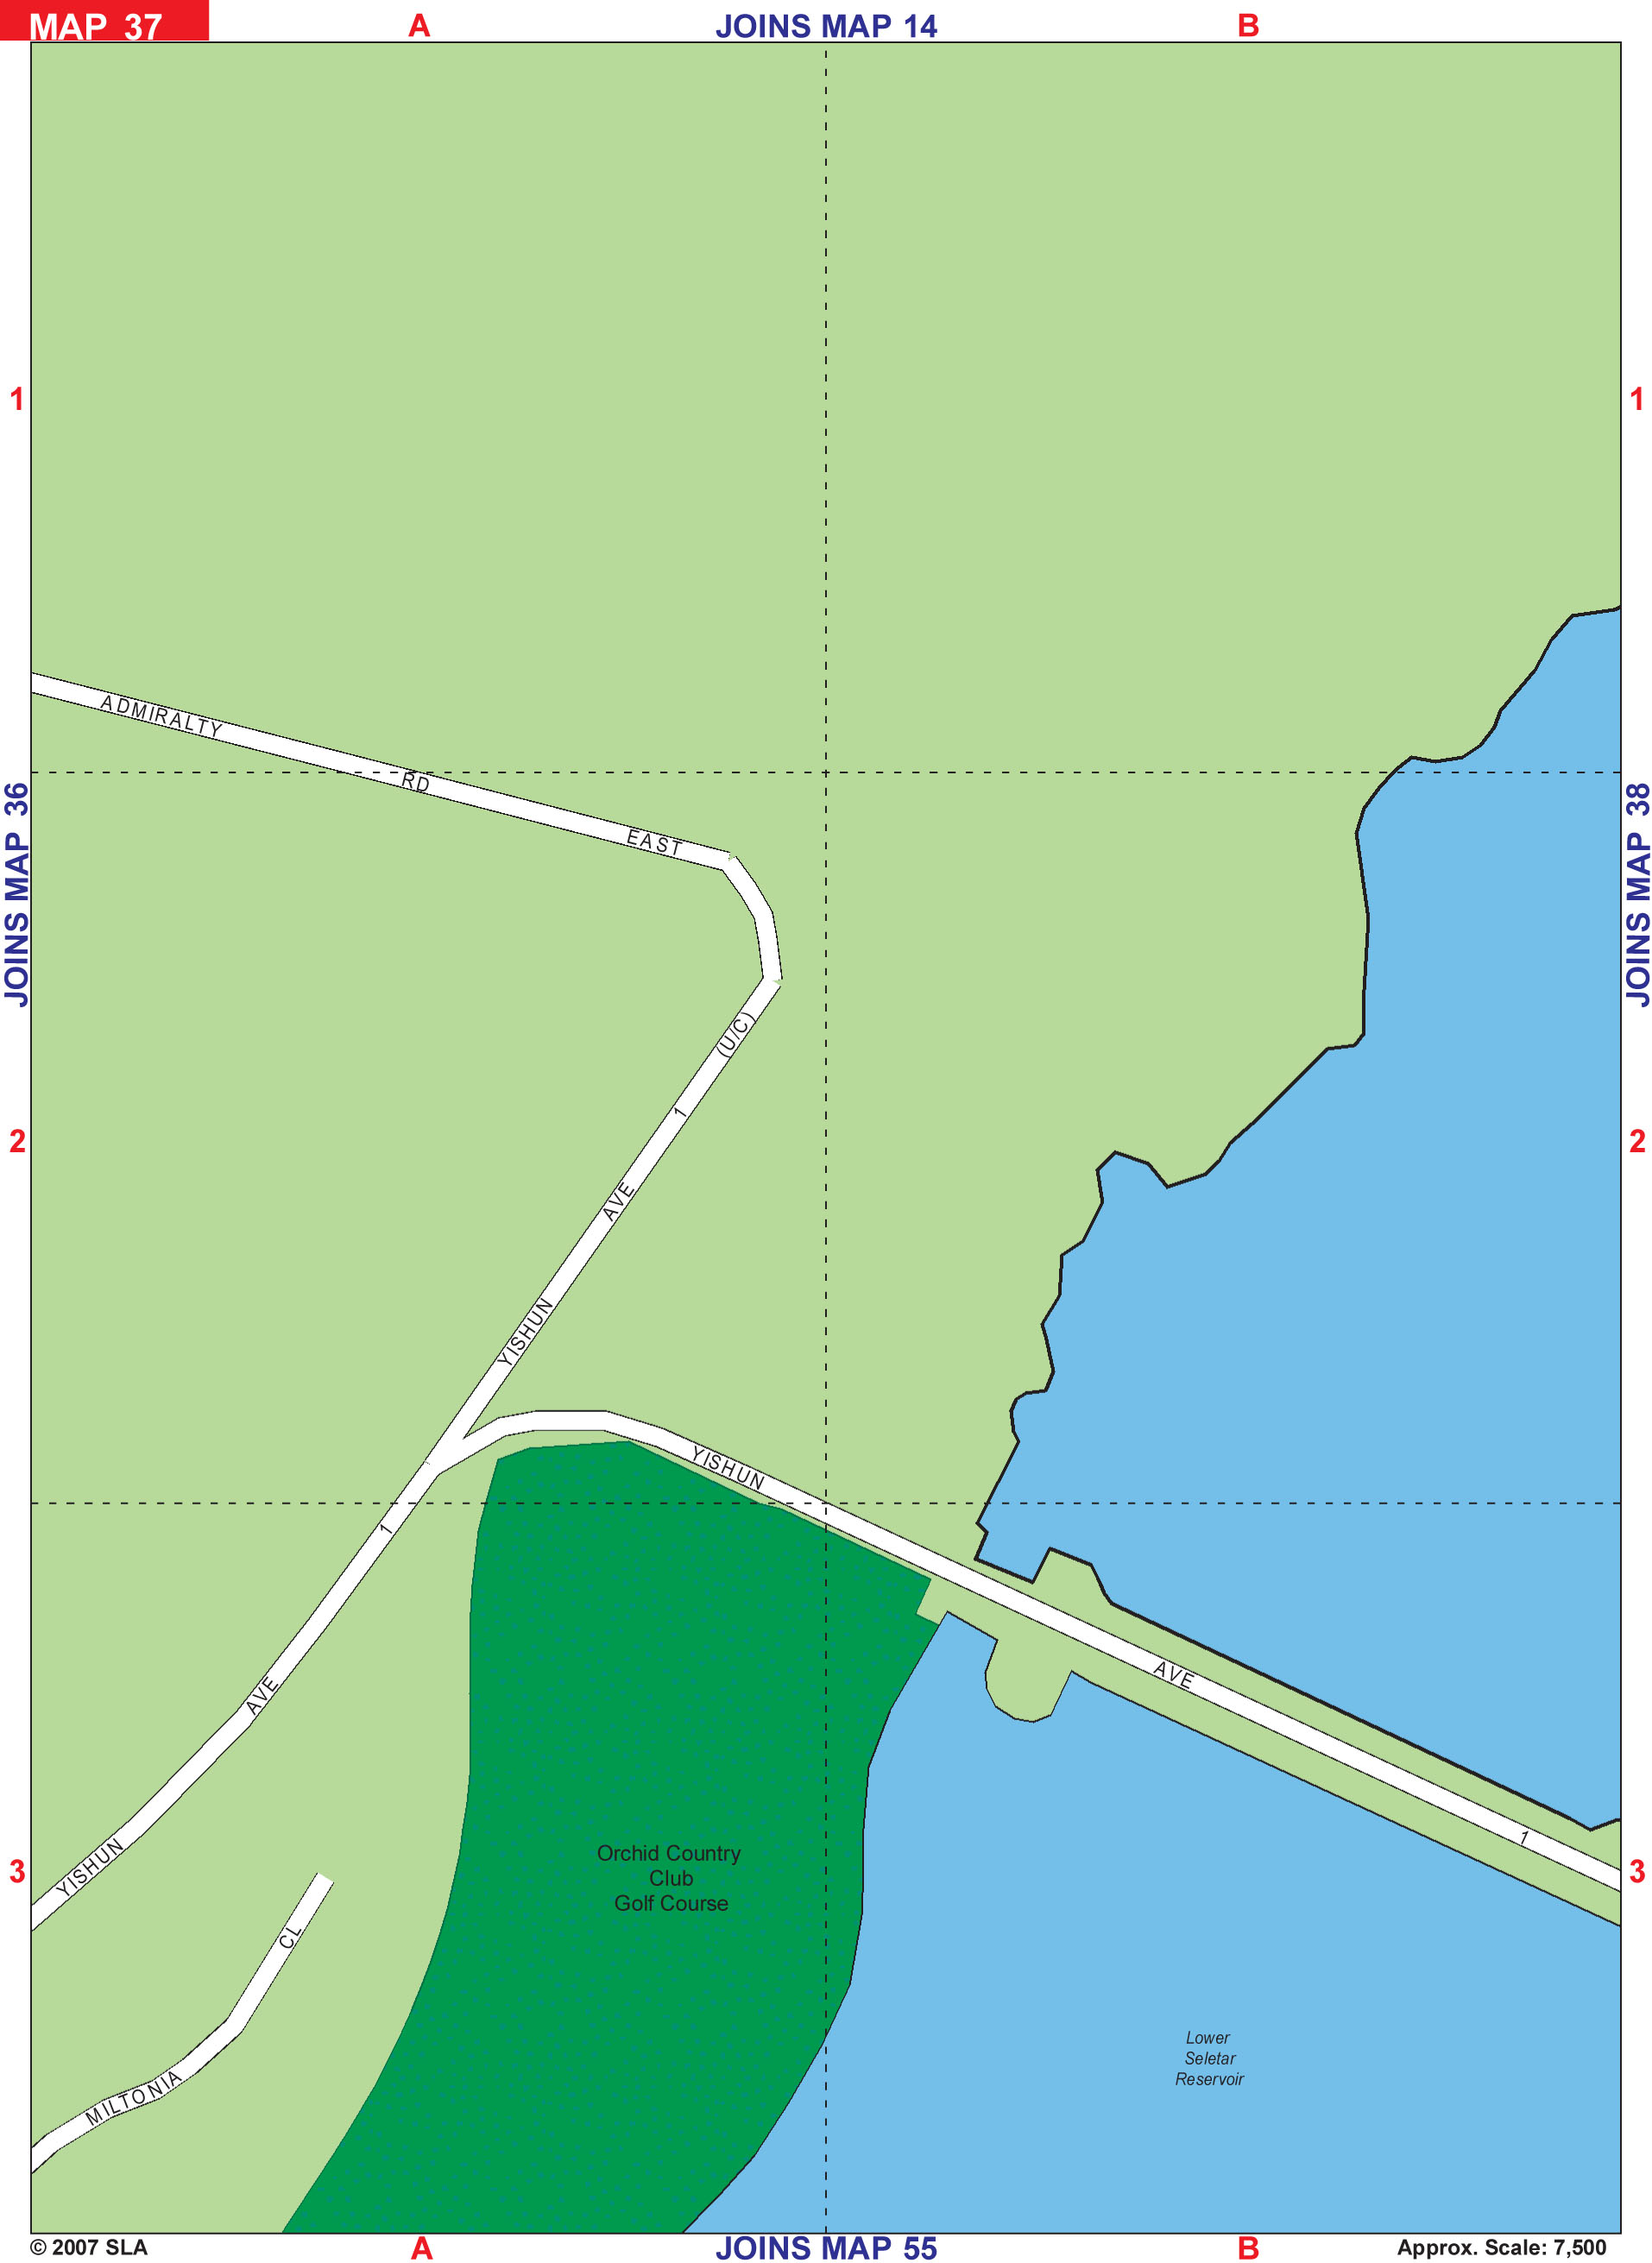 MAP 37
A
JOINS MAP 14
B
1
1
ADMIRALTY RD EAST
JOINS MAP 36
JOINS MAP 38
(U/C)
2
2
YISHUN AVE 1
YISHUN AVE 1
YISHUN AVE 1
Orchid Country
Club
Golf Course
3
3
MILTONIA CL
Lower
Seletar
Reservoir
© 2007 SLA
A
JOINS MAP 55
B
Approx. Scale: 7,500